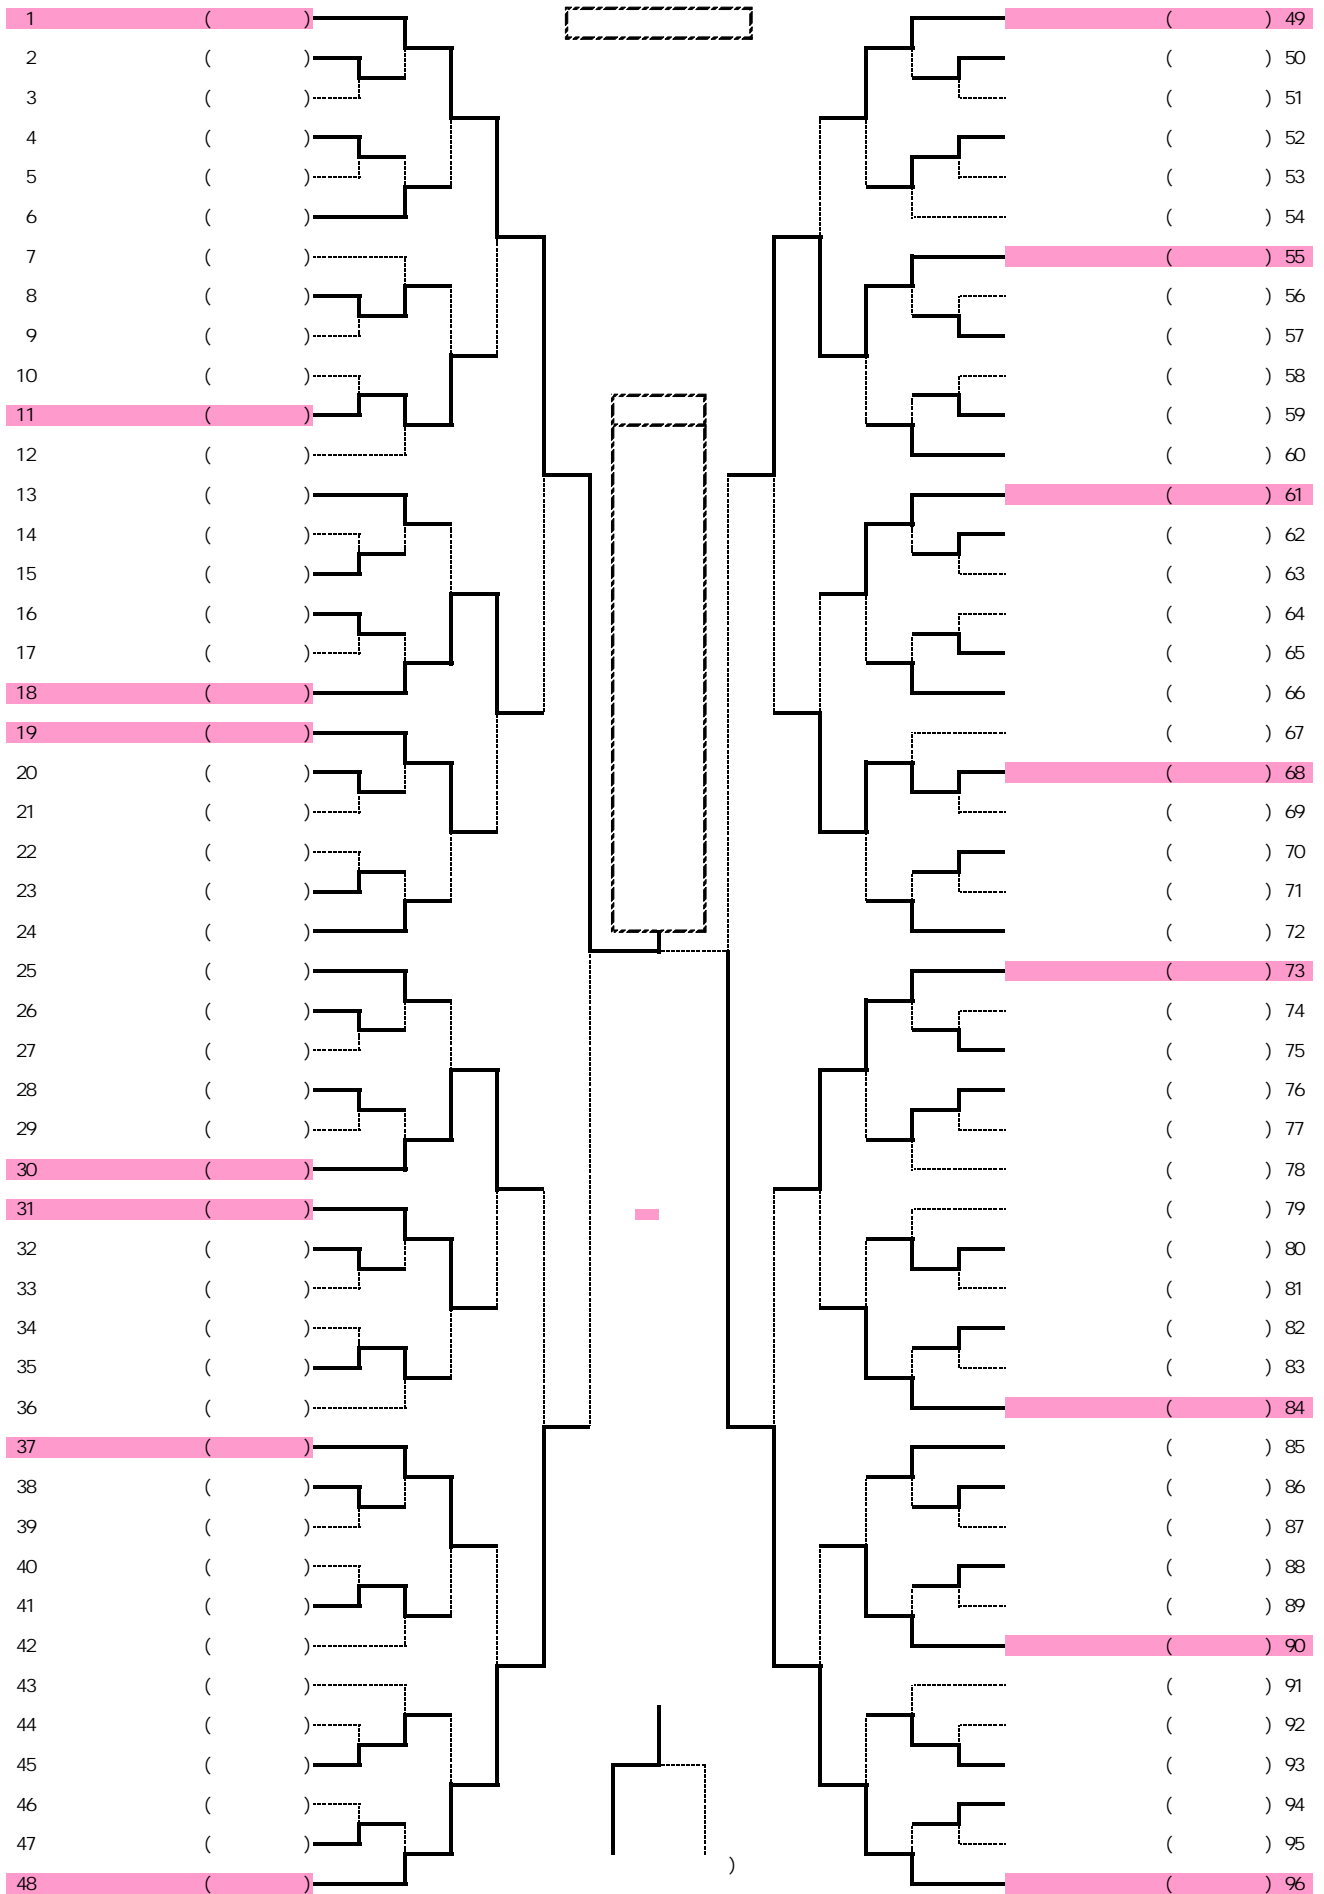 1 ( ) ( ) 49
2 ( ) ( ) 50
3 ( ) ( ) 51
4 ( ) ( ) 52
5 ( ) ( ) 53
6 ( ) ( ) 54
7 ( ) ( ) 55
8 ( ) ( ) 56
9 ( ) ( ) 57
10 ( ) ( ) 58
11 ( ) ( ) 59
12 ( ) ( ) 60
13 ( ) ( ) 61
14 ( ) ( ) 62
15 ( ) ( ) 63
16 ( ) ( ) 64
17 ( ) ( ) 65
18 ( ) ( ) 66
19 ( ) ( ) 67
20 ( ) ( ) 68
21 ( ) ( ) 69
22 ( ) ( ) 70
23 ( ) ( ) 71
24 ( ) ( ) 72
25 ( ) ( ) 73
26 ( ) ( ) 74
27 ( ) ( ) 75
28 ( ) ( ) 76
29 ( ) ( ) 77
30 ( ) ( ) 78
31 ( ) ( ) 79
32 ( ) ( ) 80
33 ( ) ( ) 81
34 ( ) ( ) 82
35 ( ) ( ) 83
36 ( ) ( ) 84
37 ( ) ( ) 85
38 ( ) ( ) 86
39 ( ) ( ) 87
40 ( ) ( ) 88
41 ( ) ( ) 89
42 ( ) ( ) 90
43 ( ) ( ) 91
44 ( ) ( ) 92
45 ( ) ( ) 93
46 ( ) ( ) 94
47 ( ) ( ) 95
)
48 ( ) ( ) 96